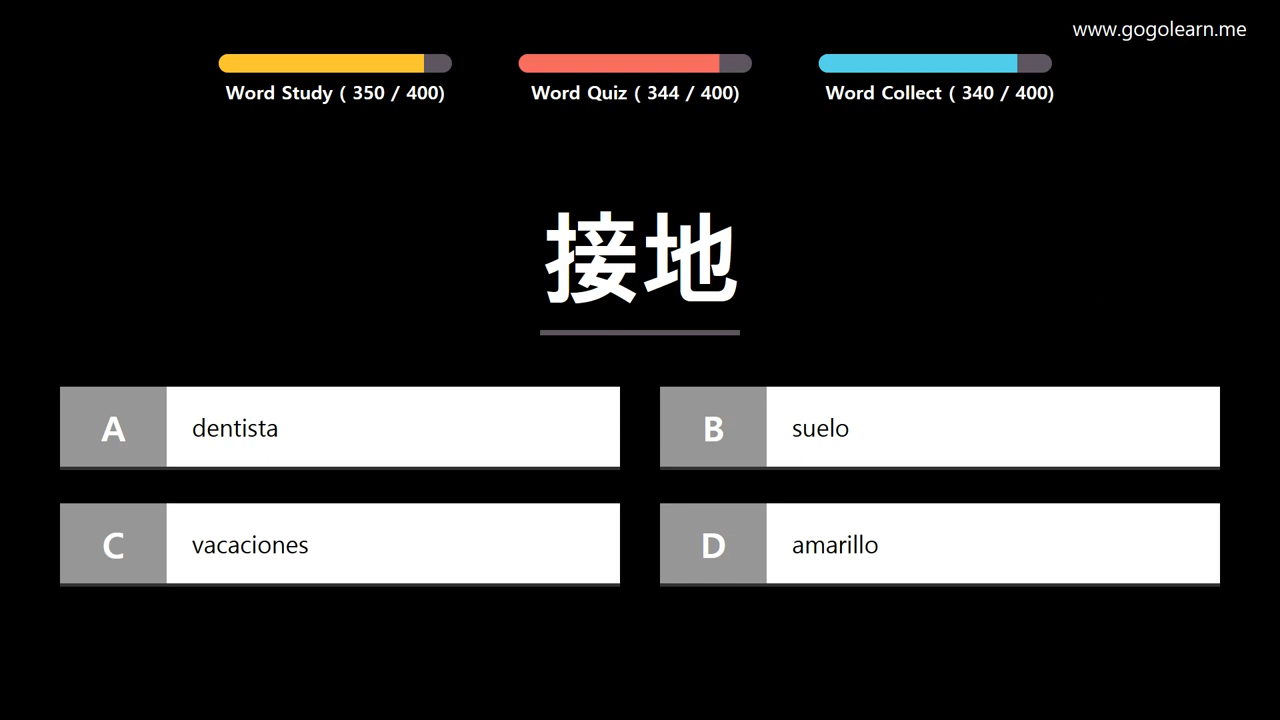 www.gogolearn.me
Word Study ( 350 / 400)
Word Quiz ( 344 / 400)
Word Collect ( 340 / 400)
接地
A dentista
B suelo
C vacaciones
D amarillo